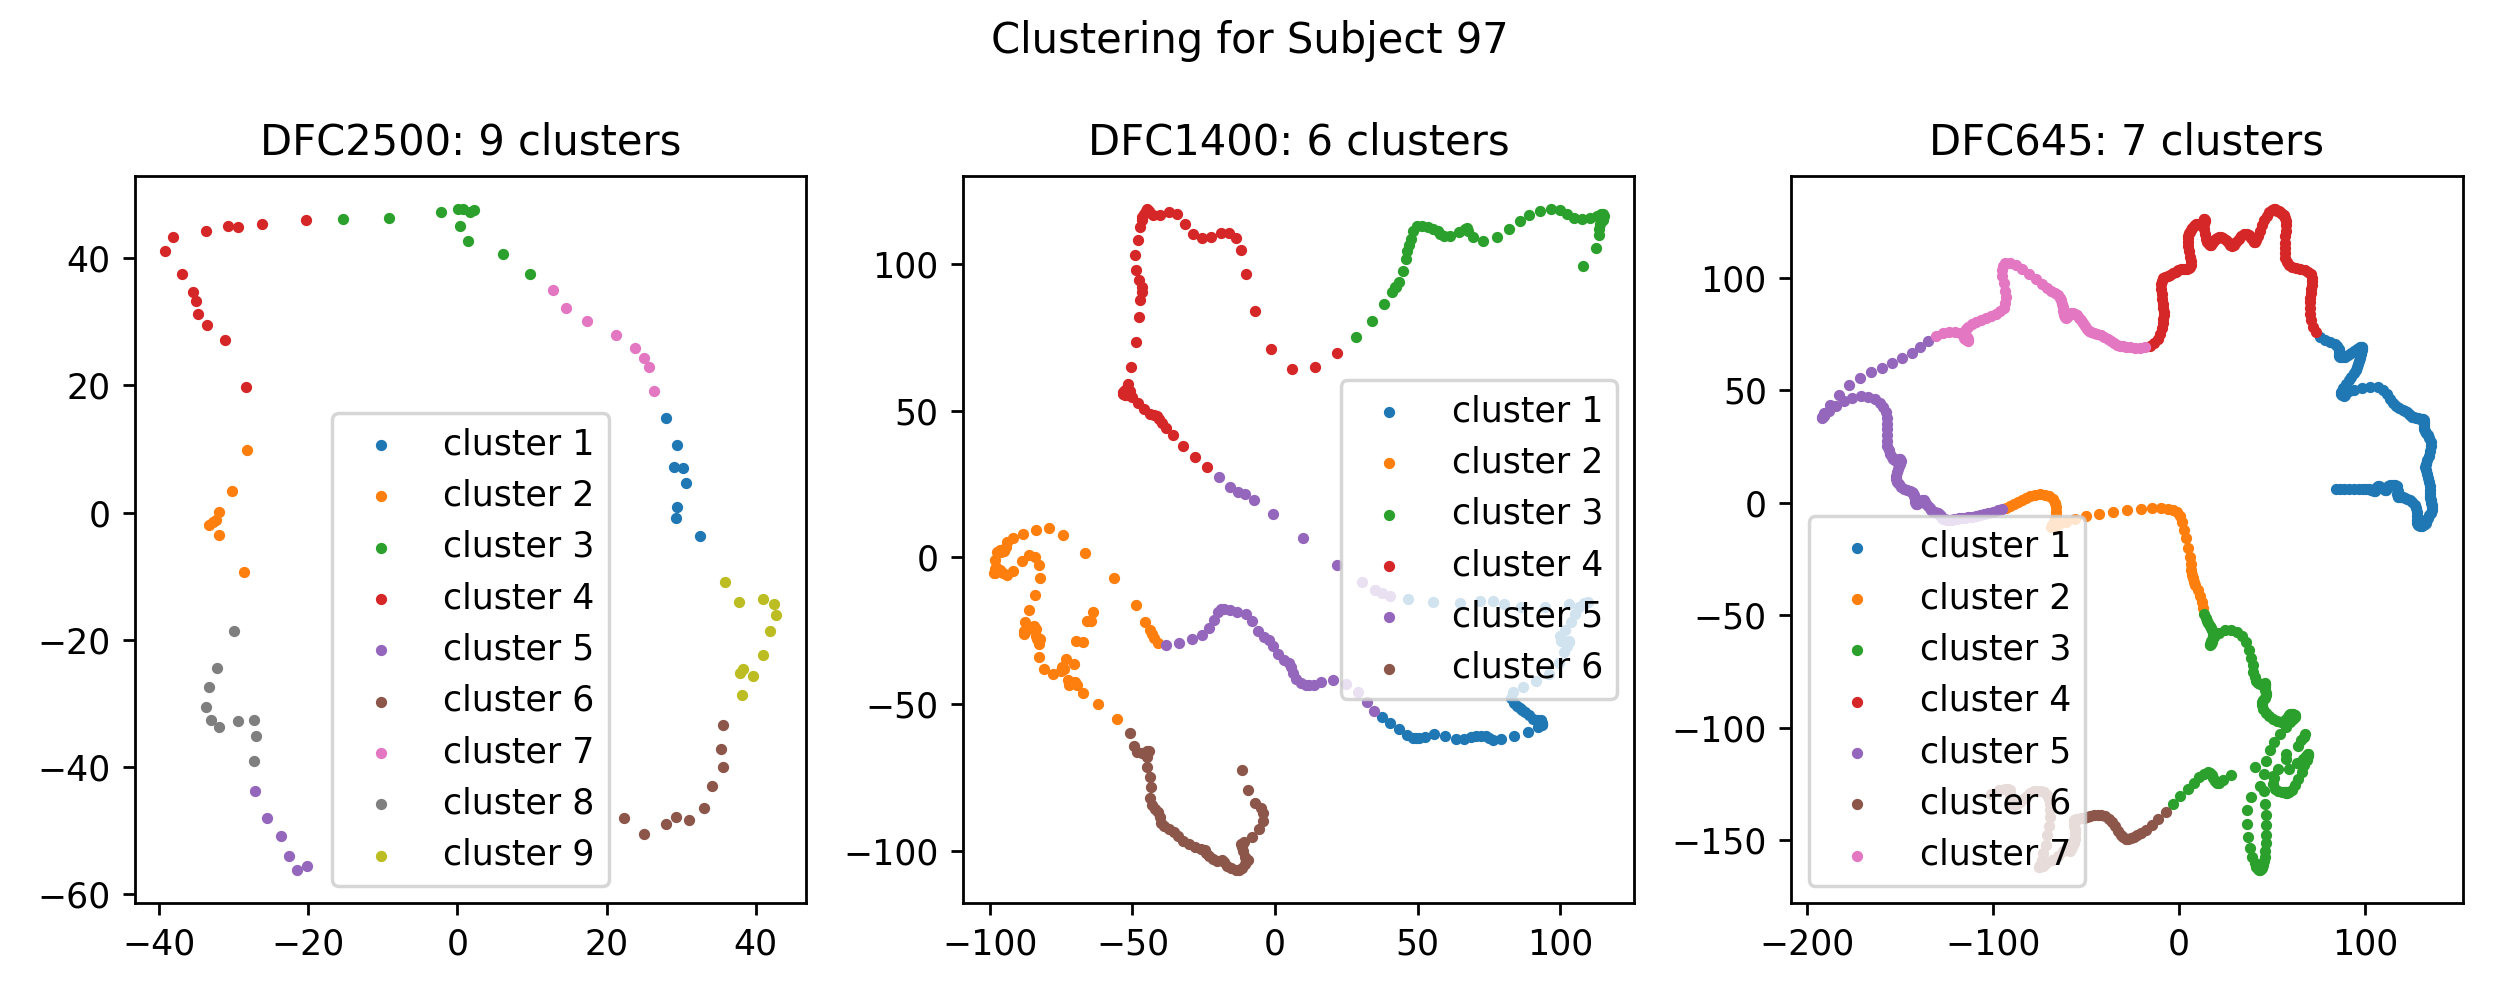 Clustering for Subject 97
DFC2500: 9 clusters
40
20
0
−20
−40
−60
−40
−20
0
20
40
cluster 1
cluster 2
cluster 3
cluster 4
cluster 5
cluster 6
cluster 7
cluster 8
cluster 9
DFC1400: 6 clusters
100
50
0
−50
−100
−100
−50
0
50
100
cluster 1
cluster 2
cluster 3
cluster 4
cluster 5
cluster 6
DFC645: 7 clusters
100
50
0
−50
−100
−150
−200
−100
0
100
cluster 1
cluster 2
cluster 3
cluster 4
cluster 5
cluster 6
cluster 7